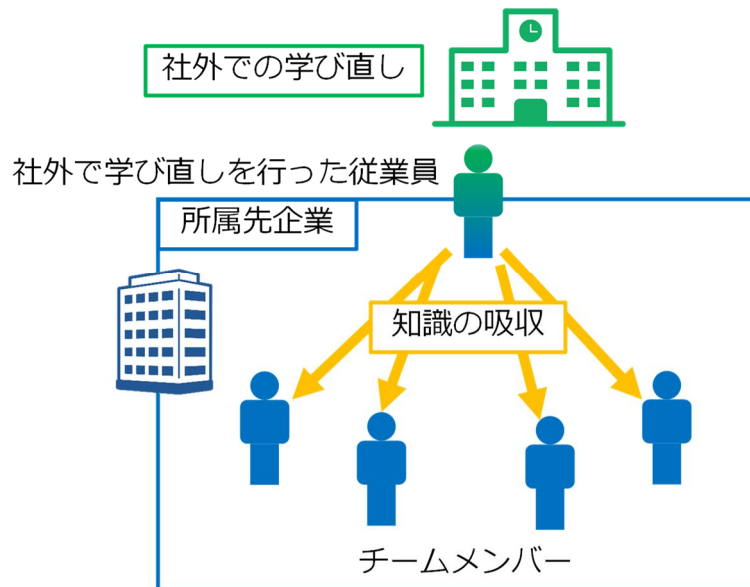 社外での学び直し
社外で学び直しを行った従業員
所属先企業
知識の吸収
チームメンバー